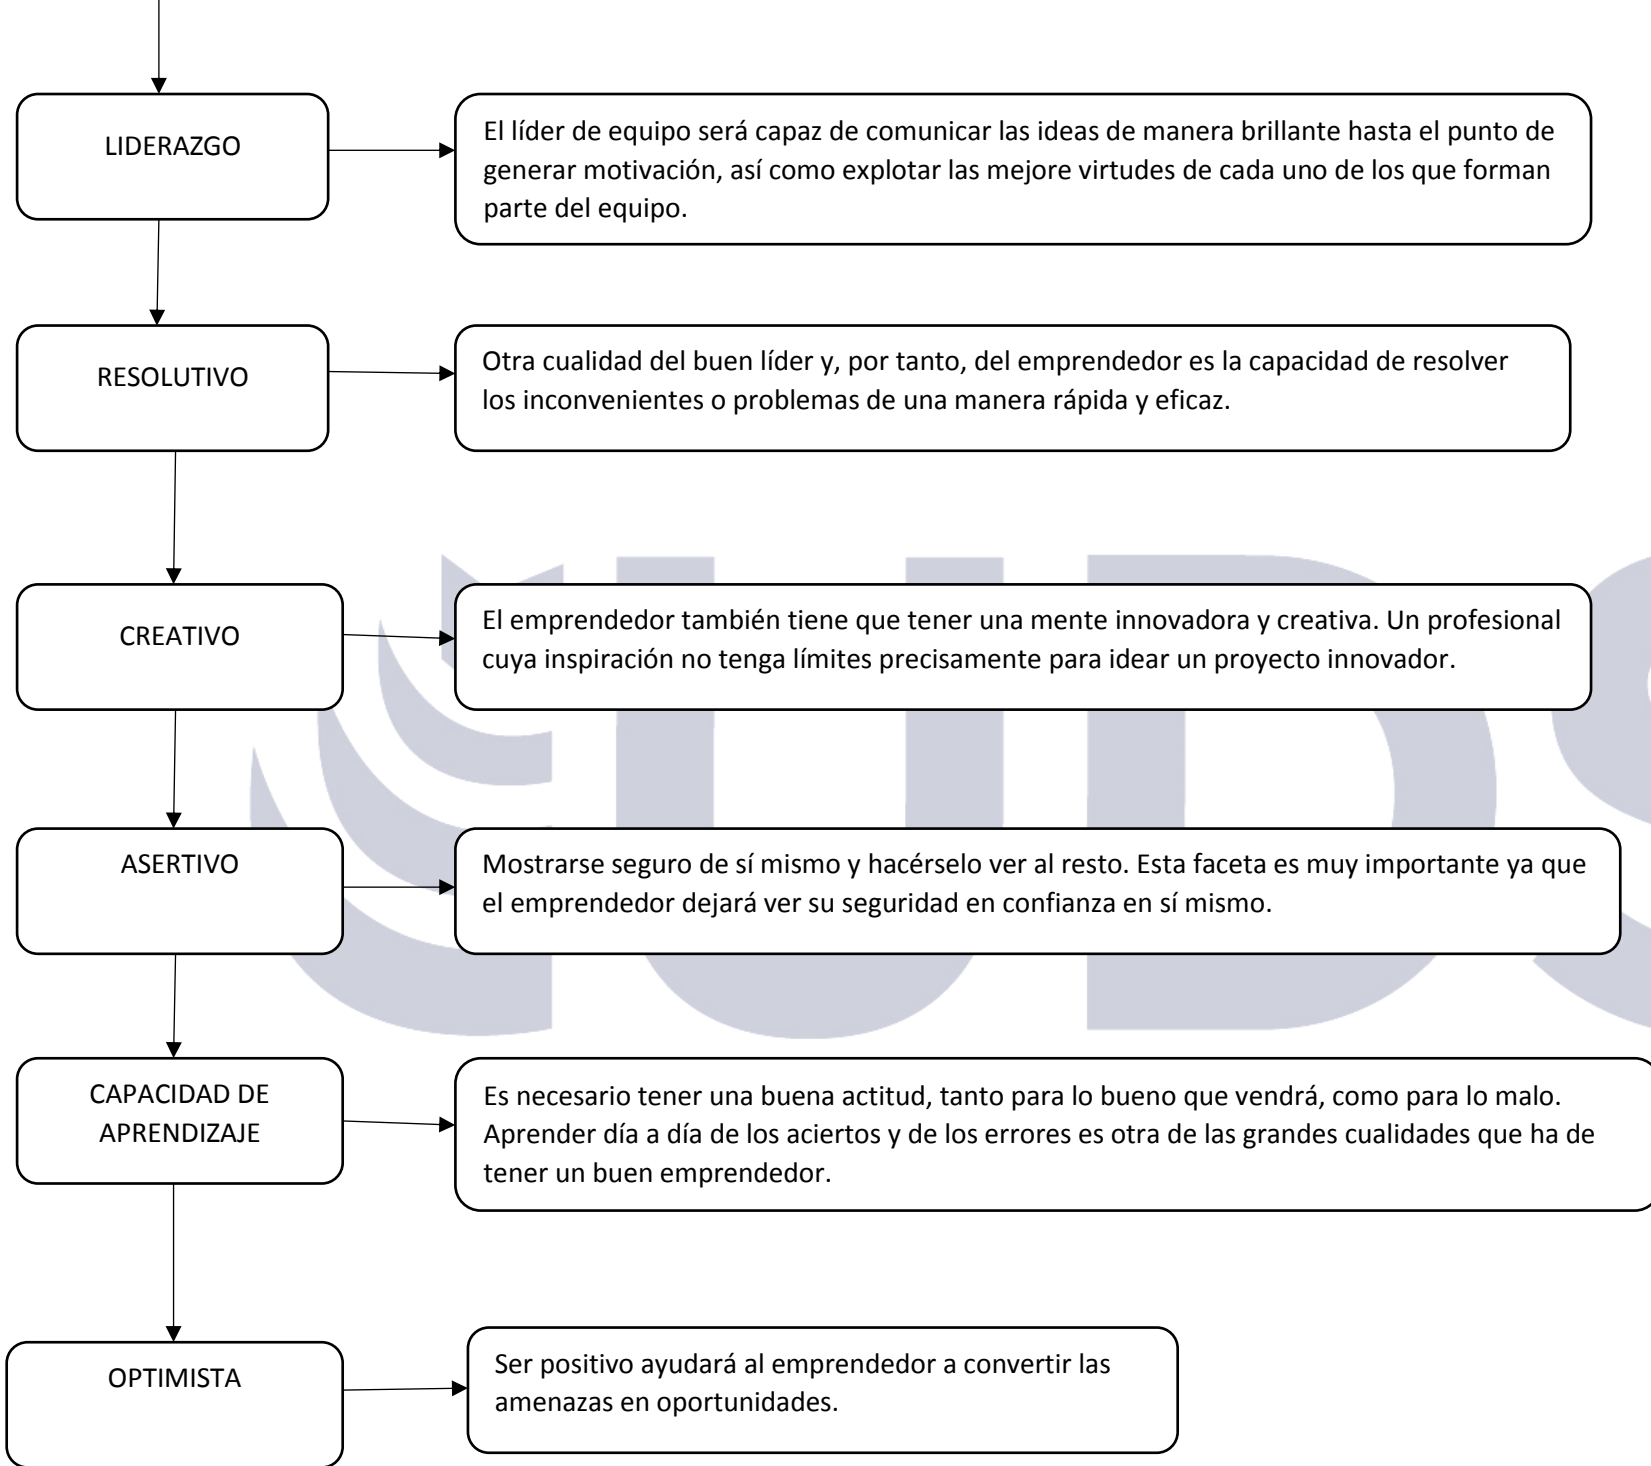 LIDERAZGO
El líder de equipo será capaz de comunicar las ideas de manera brillante hasta el punto de
generar motivación, así como explotar las mejore virtudes de cada uno de los que forman
parte del equipo.
RESOLUTIVO
Otra cualidad del buen líder y, por tanto, del emprendedor es la capacidad de resolver
los inconvenientes o problemas de una manera rápida y eficaz.
CREATIVO
El emprendedor también tiene que tener una mente innovadora y creativa. Un profesional
cuya inspiración no tenga límites precisamente para idear un proyecto innovador.
ASERTIVO
Mostrarse seguro de sí mismo y hacérselo ver al resto. Esta faceta es muy importante ya que
el emprendedor dejará ver su seguridad en confianza en sí mismo.
CAPACIDAD DE
APRENDIZAJE
Es necesario tener una buena actitud, tanto para lo bueno que vendrá, como para lo malo.
Aprender día a día de los aciertos y de los errores es otra de las grandes cualidades que ha de
tener un buen emprendedor.
OPTIMISTA
Ser positivo ayudará al emprendedor a convertir las
amenazas en oportunidades.
UDS